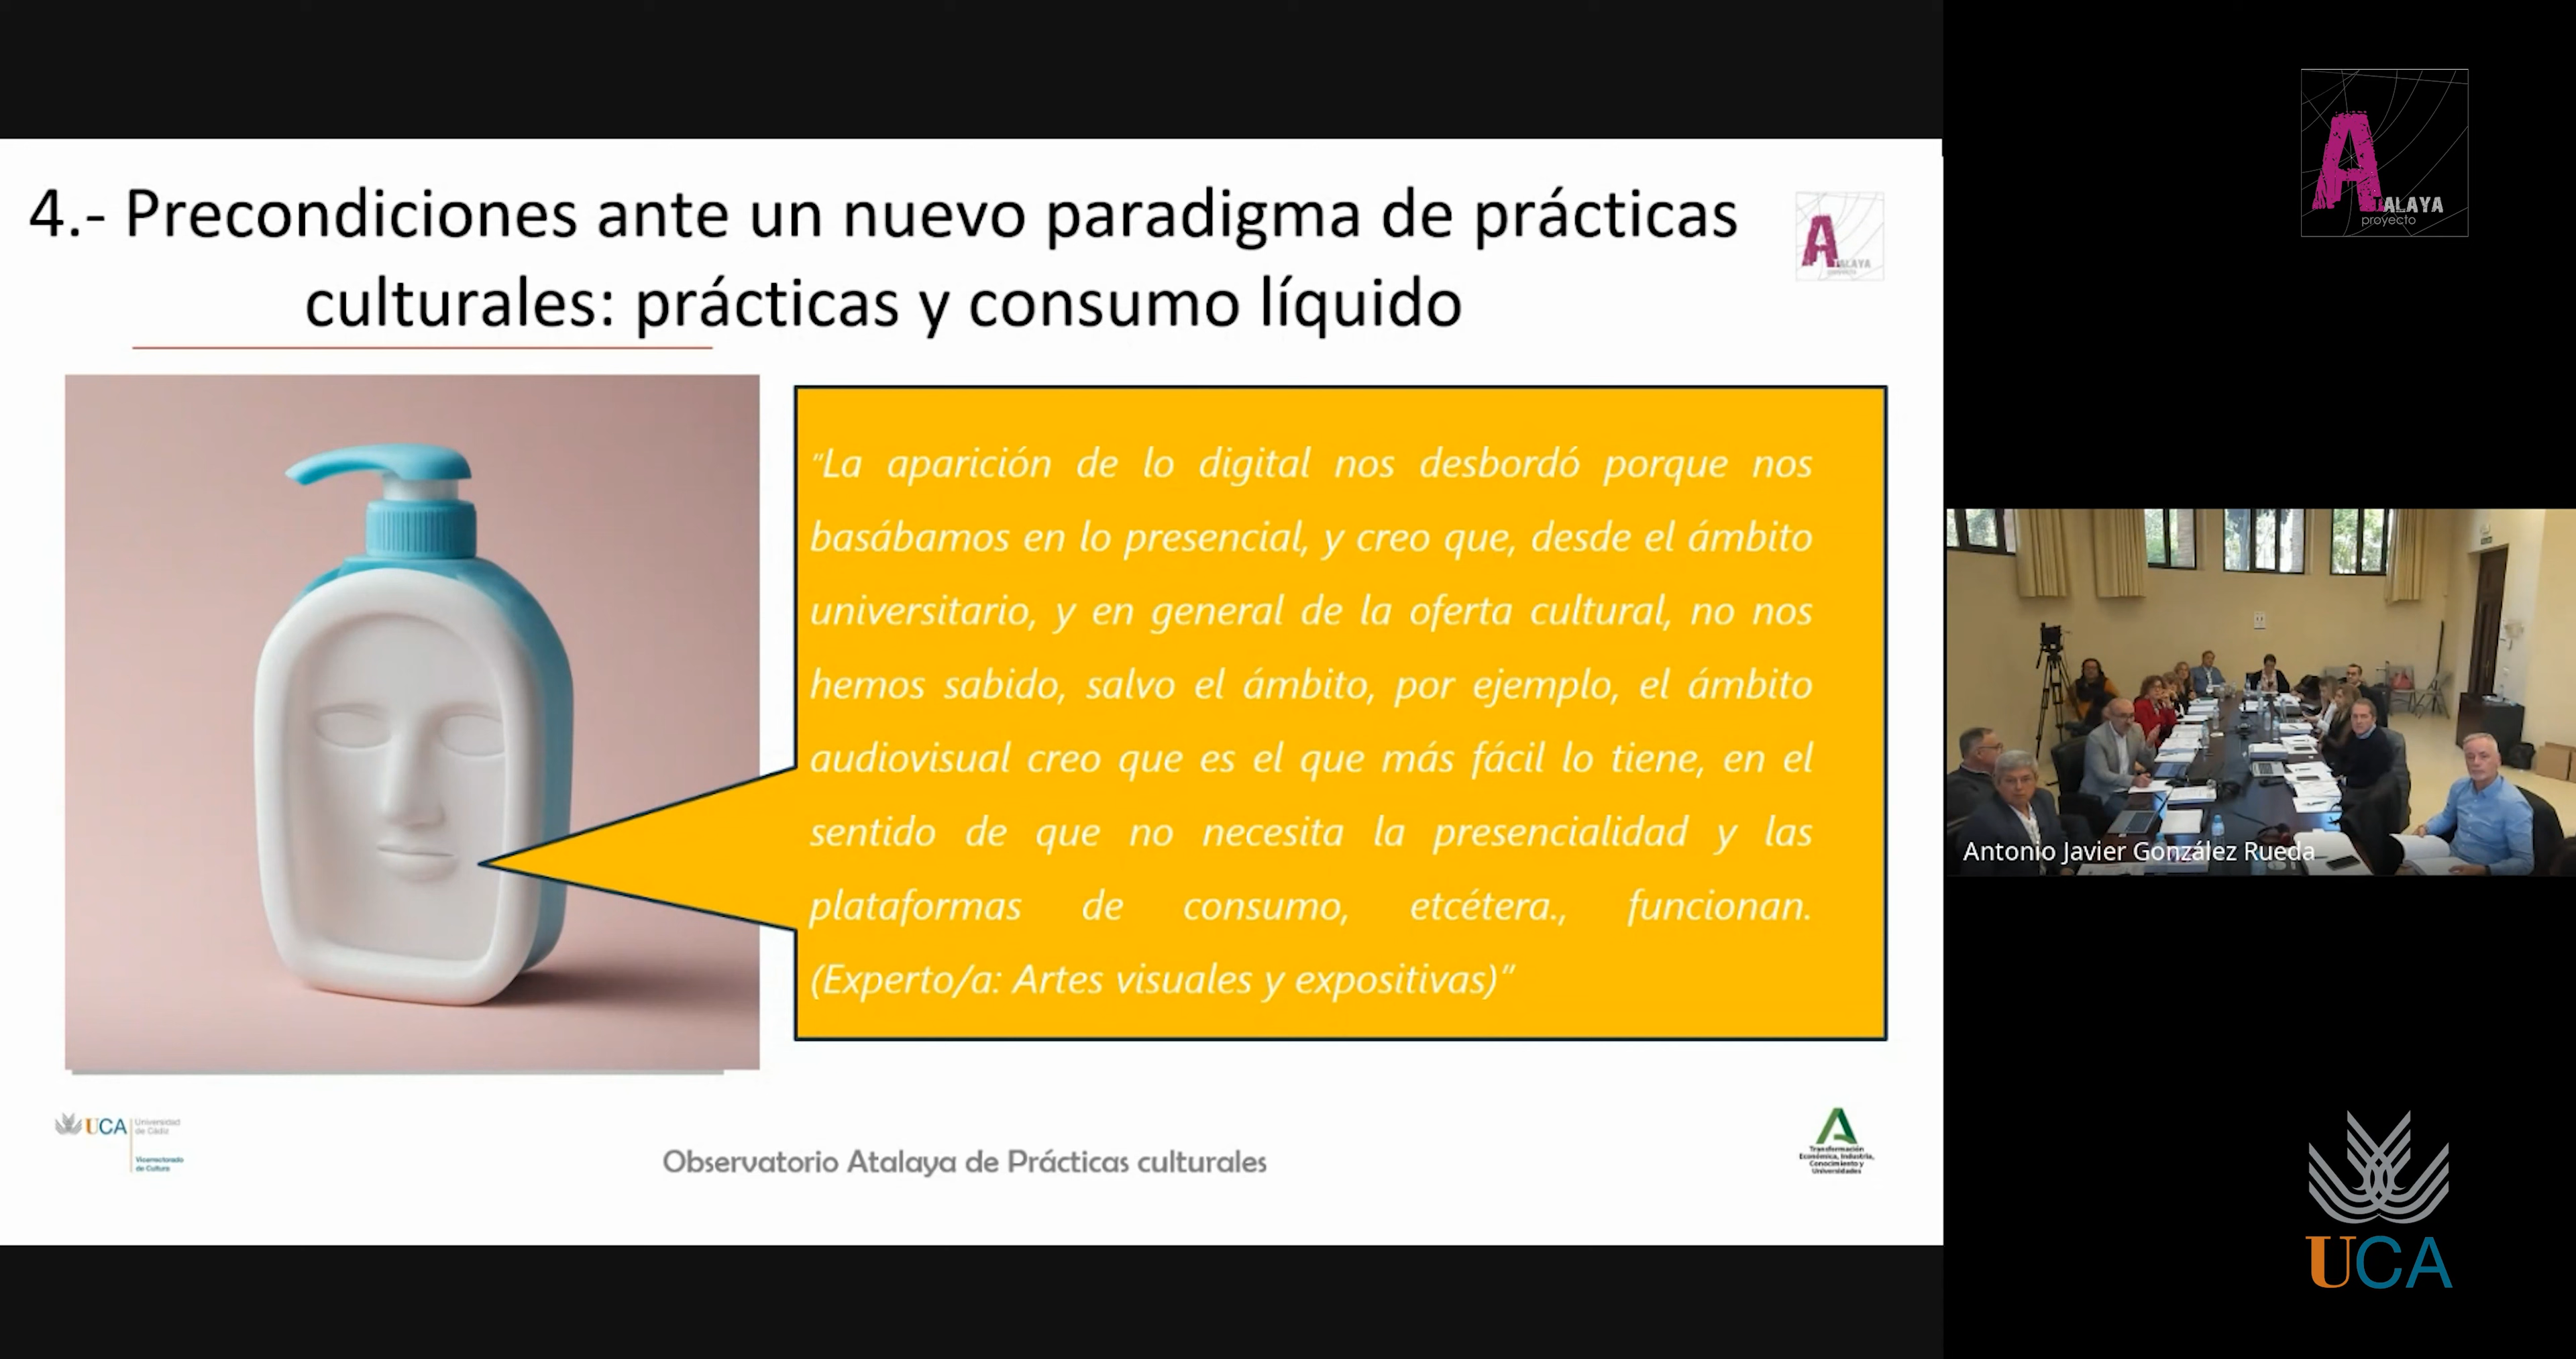 4.- Precondiciones ante un nuevo paradigma de prácticas
culturales: prácticas y consumo líquido
ATALAYA
proyecto
"La aparición de lo digital nos desbordó porque nos
basábamos en lo presencial, y creo que, desde el ámbito
universitario, y en general de la oferta cultural, no nos
hemos sabido, salvo el ámbito, por ejemplo, el ámbito
audiovisual creo que es el que más fácil lo tiene, en el
sentido de que no necesita la presencialidad y las
plataformas de consumo, etcétera., funcionan.
(Experto/a: Artes visuales y expositivas)"
UCA
Universidad
de Cádiz
Vicerrectorado
de Cultura
Observatorio Atalaya de Prácticas culturales
Transformación
Económica, Industria,
Conocimiento y
Universidades
ATALAYA
proyecto
Antonio Javier González Rueda
UCA